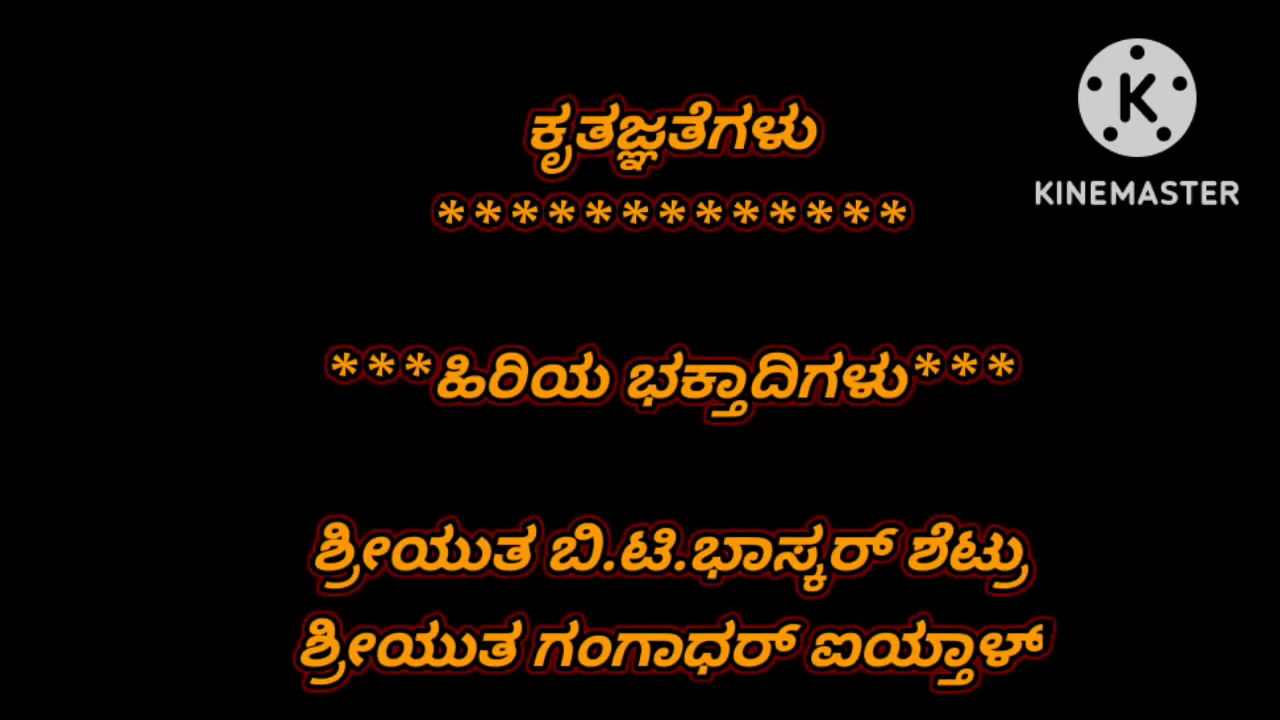 ಕೃತಜ್ಞತೆಗಳು
*************
***ಹಿರಿಯ ಭಕ್ತಾದಿಗಳು***
ಶ್ರೀಯುತ ಬಿ.ಟಿ.ಭಾಸ್ಕರ್ ಶೆಟ್ರು
ಶ್ರೀಯುತ ಗಂಗಾಧರ್ ಐಯ್ತಾಳ್
K
KINEMASTER